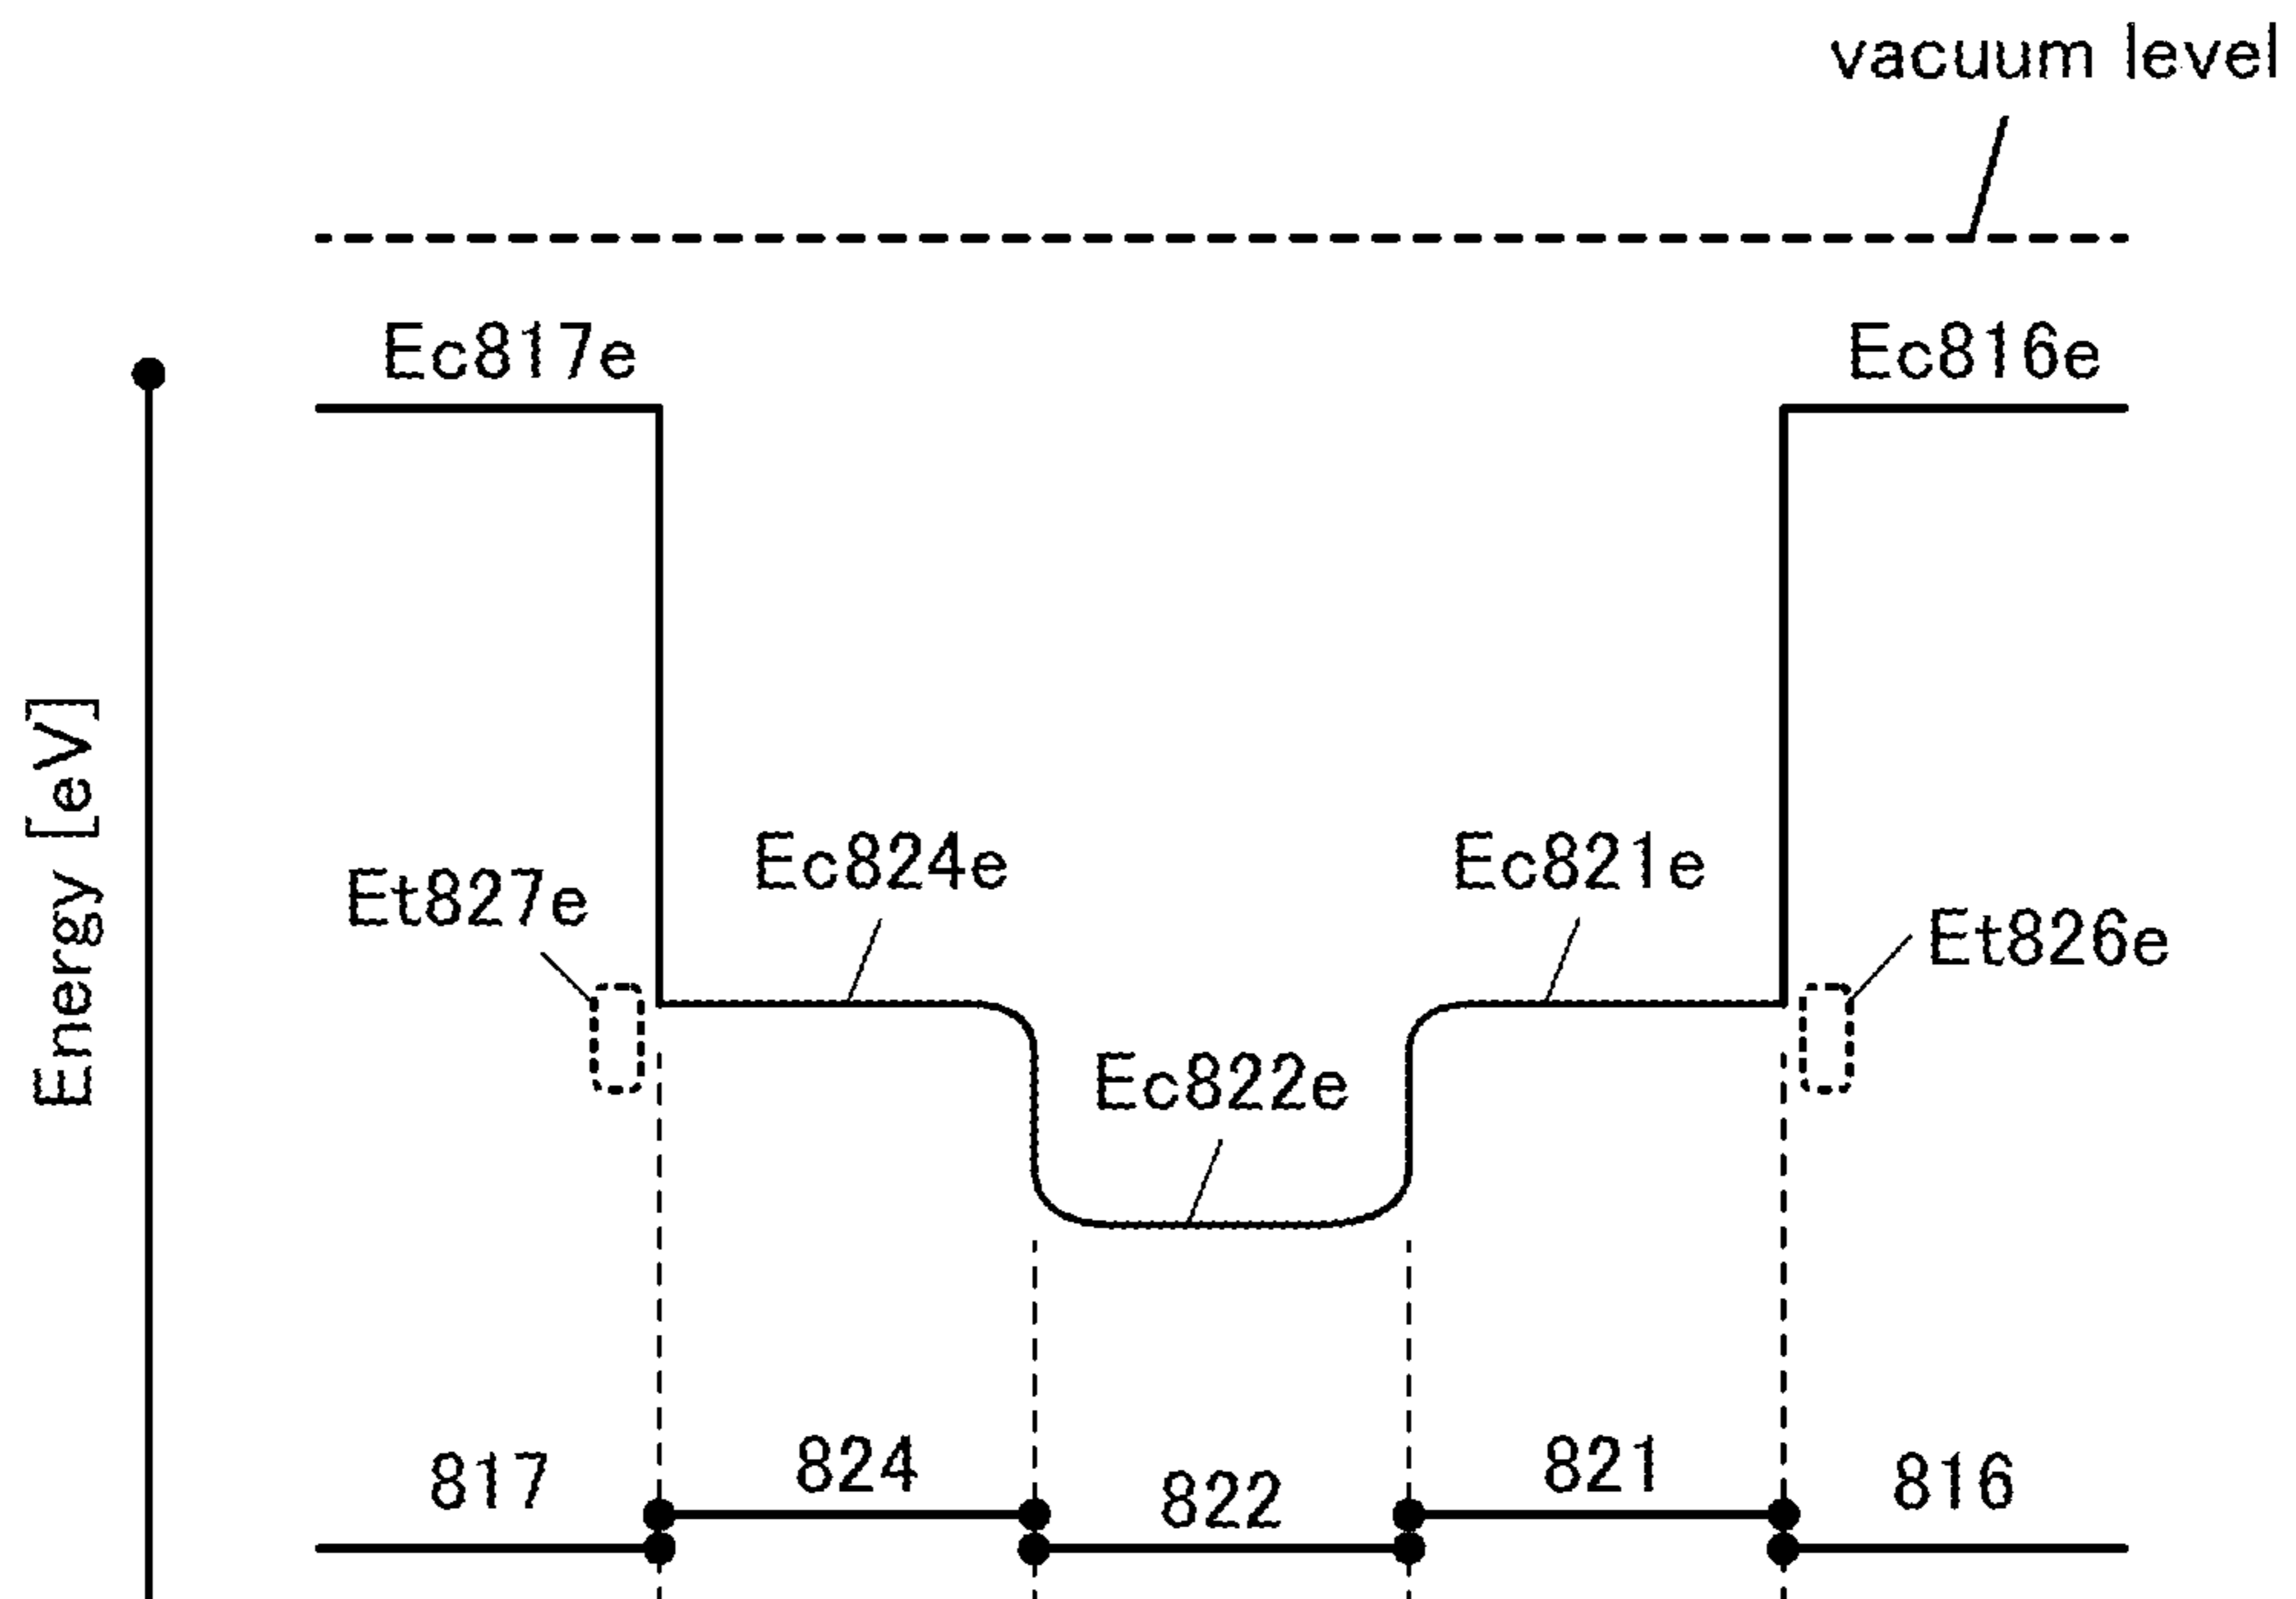 vacuum level
Ec817e
Ec816e
Energy [eV]
Ec824e
Ec821e
Et827e
Et826e
Ec822e
817
824
822
821
816